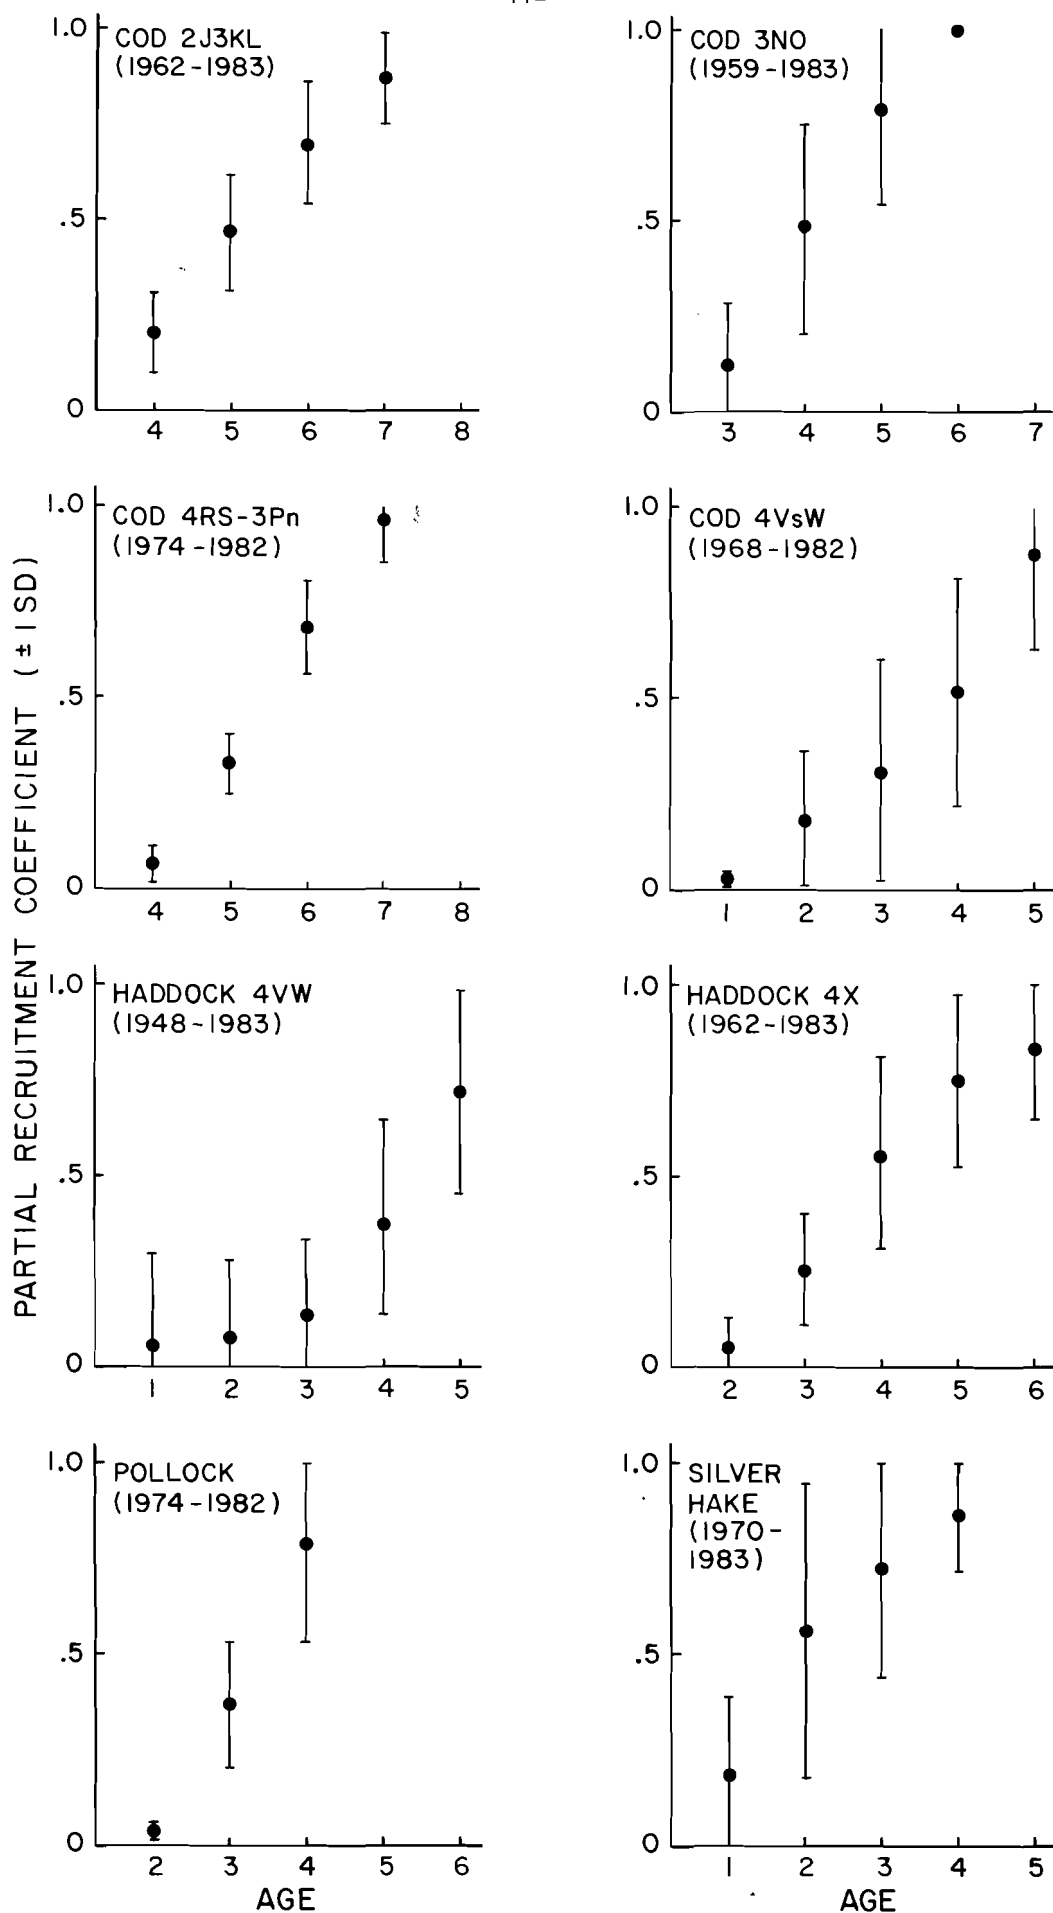 COD 2J3KL
(1962-1983)
1.0
.5
0
4 5 6 7 8
COD 3NO
(1959-1983)
1.0
.5
0
3 4 5 6 7
COD 4RS-3Pn
(1974-1982)
1.0
.5
0
4 5 6 7 8
COD 4VsW
(1968-1982)
1.0
.5
0
1 2 3 4 5
PARTIAL RECRUITMENT COEFFICIENT (± 1SD)
HADDOCK 4VW
(1948-1983)
1.0
.5
0
1 2 3 4 5
HADDOCK 4X
(1962-1983)
1.0
.5
0
2 3 4 5 6
POLLOCK
(1974-1982)
1.0
.5
0
2 3 4 5 6
AGE
SILVER
HAKE
(1970-
1983)
1.0
.5
0
1 2 3 4 5
AGE